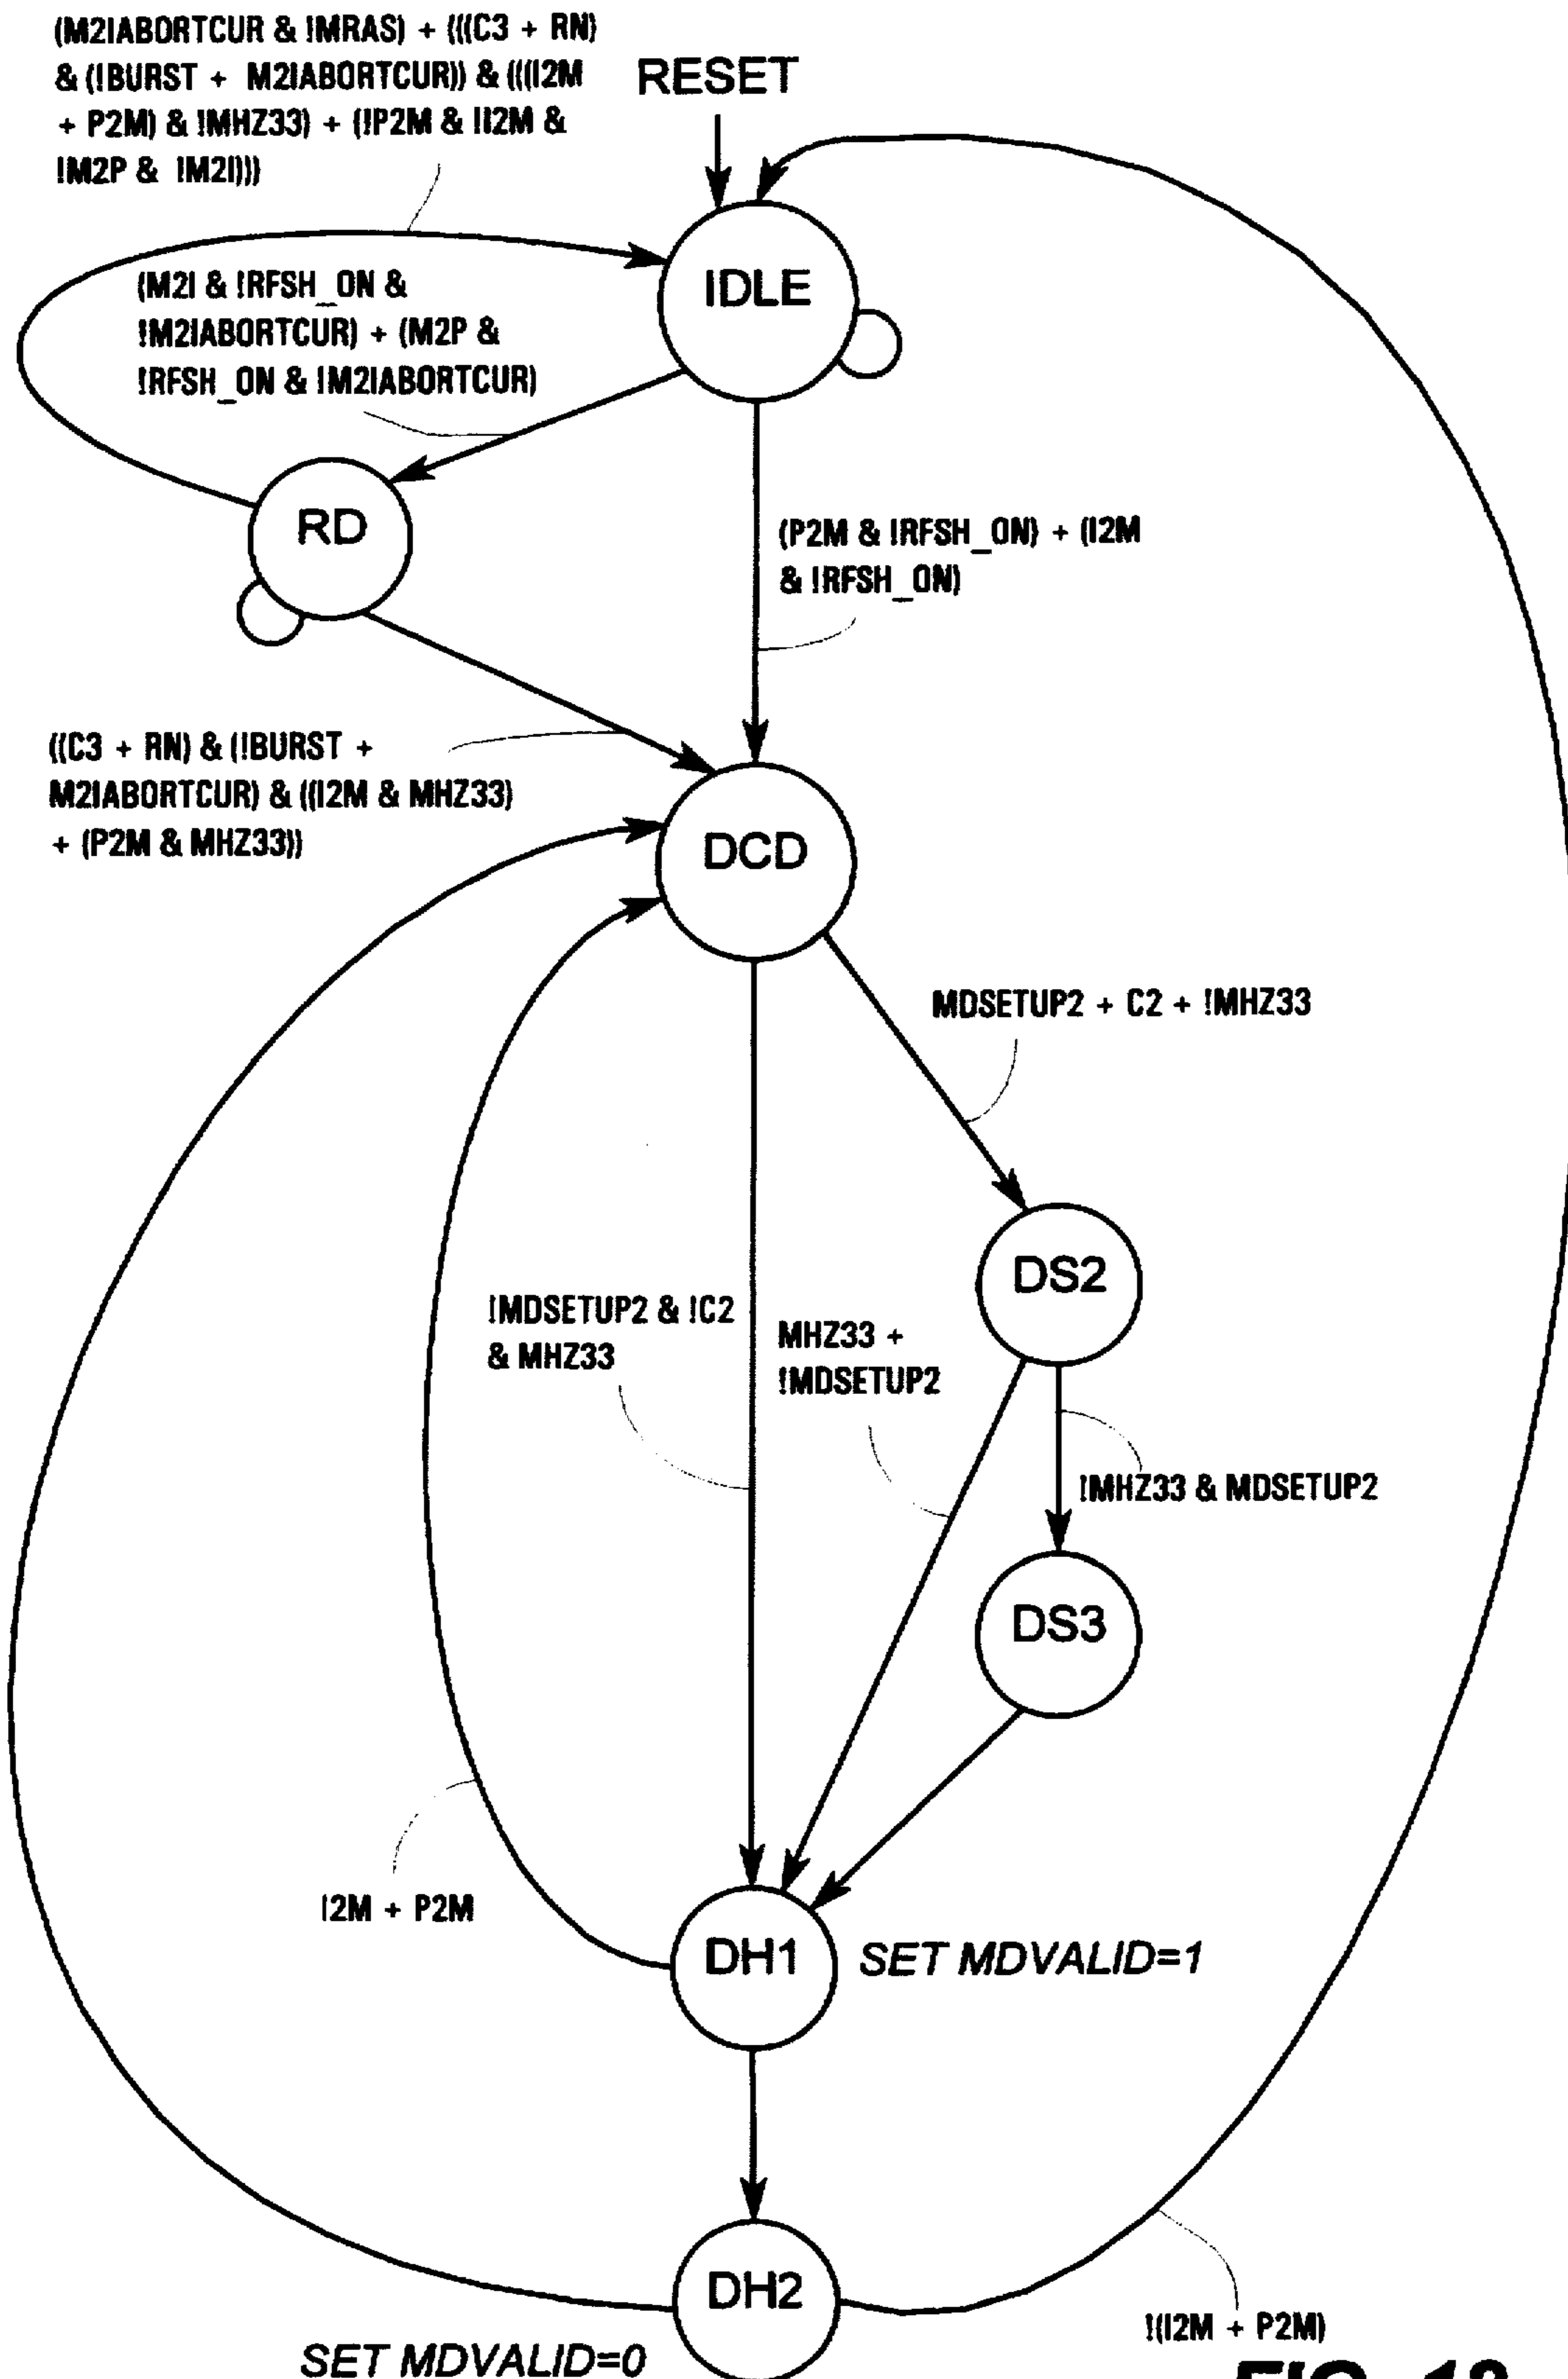 (M2IABORTCUR & !MRAS) + (((C3 + RN)
& (!BURST + M2IABORTCUR)) & (((I2M
+ P2M) & !MHZ33) + (!P2M & !I2M &
!M2P & !M2I)))
RESET
IDLE
(M2I & !RFSH_ON &
!M2IABORTCUR) + (M2P &
!RFSH_ON & !M2IABORTCUR)
RD
(P2M & !RFSH_ON) + (I2M
& !RFSH_ON)
((C3 + RN) & (!BURST +
M2IABORTCUR) & ((I2M & MHZ33)
+ (P2M & MHZ33))
DCD
MDSETUP2 + C2 + !MHZ33
DS2
!MDSETUP2 & !C2
& MHZ33
MHZ33 +
!MDSETUP2
!MHZ33 & MDSETUP2
DS3
I2M + P2M
DH1
SET MDVALID=1
DH2
!(I2M + P2M)
SET MDVALID=0